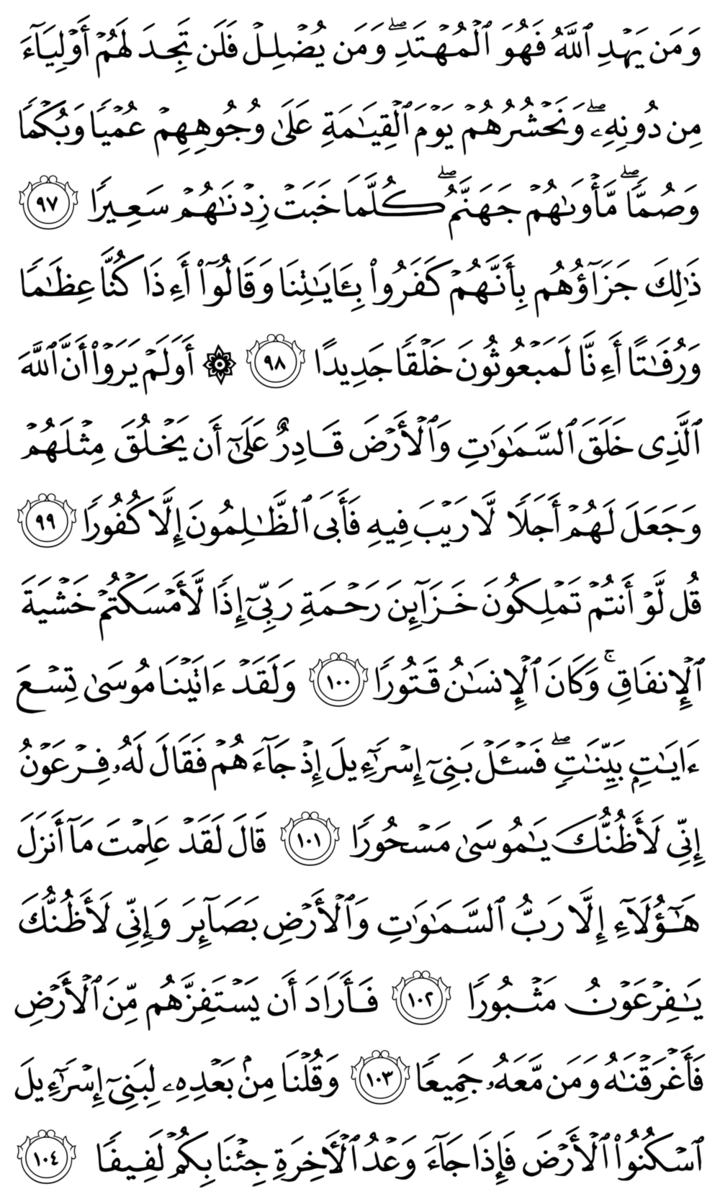 وَمَن يَهْدِ ٱللَّهُ فَهُوَ ٱلْمُهْتَدِ ۖ وَمَن يُضْلِلْ فَلَن تَجِدَ لَهُمْ أَوْلِيَآءَ
مِن دُونِهِۦ ۖ وَنَحْشُرُهُمْ يَوْمَ ٱلْقِيَـٰمَةِ عَلَىٰ وُجُوهِهِمْ عُمْيًا وَبُكْمًا
وَصُمًّا ۖ مَّأْوَىٰهُمْ جَهَنَّمُ ۖ كُلَّمَا خَبَتْ زِدْنَـٰهُمْ سَعِيرًا ٩٧
ذَٰلِكَ جَزَآؤُهُم بِأَنَّهُمْ كَفَرُوا۟ بِـَٔايَـٰتِنَا وَقَالُوٓا۟ أَءِذَا كُنَّا عِظَـٰمًا
وَرُفَـٰتًا أَءِنَّا لَمَبْعُوثُونَ خَلْقًا جَدِيدًا ٩٨ ۞ أَوَلَمْ يَرَوْا۟ أَنَّ ٱللَّهَ
ٱلَّذِى خَلَقَ ٱلسَّمَـٰوَٰتِ وَٱلْأَرْضَ قَادِرٌ عَلَىٰٓ أَن يَخْلُقَ مِثْلَهُمْ
وَجَعَلَ لَهُمْ أَجَلًا لَّا رَيْبَ فِيهِ فَأَبَى ٱلظَّـٰلِمُونَ إِلَّا كُفُورًا ٩٩
قُل لَّوْ أَنتُمْ تَمْلِكُونَ خَزَآئِنَ رَحْمَةِ رَبِّىٓ إِذًا لَّأَمْسَكْتُمْ خَشْيَةَ
ٱلْإِنفَاقِ ۚ وَكَانَ ٱلْإِنسَـٰنُ قَتُورًا ١٠٠ وَلَقَدْ ءَاتَيْنَا مُوسَىٰ تِسْعَ
ءَايَـٰتٍۭ بَيِّنَـٰتٍ ۖ فَسْـَٔلْ بَنِىٓ إِسْرَٰٓءِيلَ إِذْ جَآءَهُمْ فَقَالَ لَهُۥ فِرْعَوْنُ
إِنِّى لَأَظُنُّكَ يَـٰمُوسَىٰ مَسْحُورًا ١٠١ قَالَ لَقَدْ عَلِمْتَ مَآ أَنزَلَ
هَـٰٓؤُلَآءِ إِلَّا رَبُّ ٱلسَّمَـٰوَٰتِ وَٱلْأَرْضِ بَصَآئِرَ وَإِنِّى لَأَظُنُّكَ
يَـٰفِرْعَوْنُ مَثْبُورًا ١٠٢ فَأَرَادَ أَن يَسْتَفِزَّهُم مِّنَ ٱلْأَرْضِ
فَأَغْرَقْنَـٰهُ وَمَن مَّعَهُۥ جَمِيعًا ١٠٣ وَقُلْنَا مِنۢ بَعْدِهِۦ لِبَنِىٓ إِسْرَٰٓءِيلَ
ٱسْكُنُوا۟ ٱلْأَرْضَ فَإِذَا جَآءَ وَعْدُ ٱلْـَٔاخِرَةِ جِئْنَا بِكُمْ لَفِيفًا ١٠٤